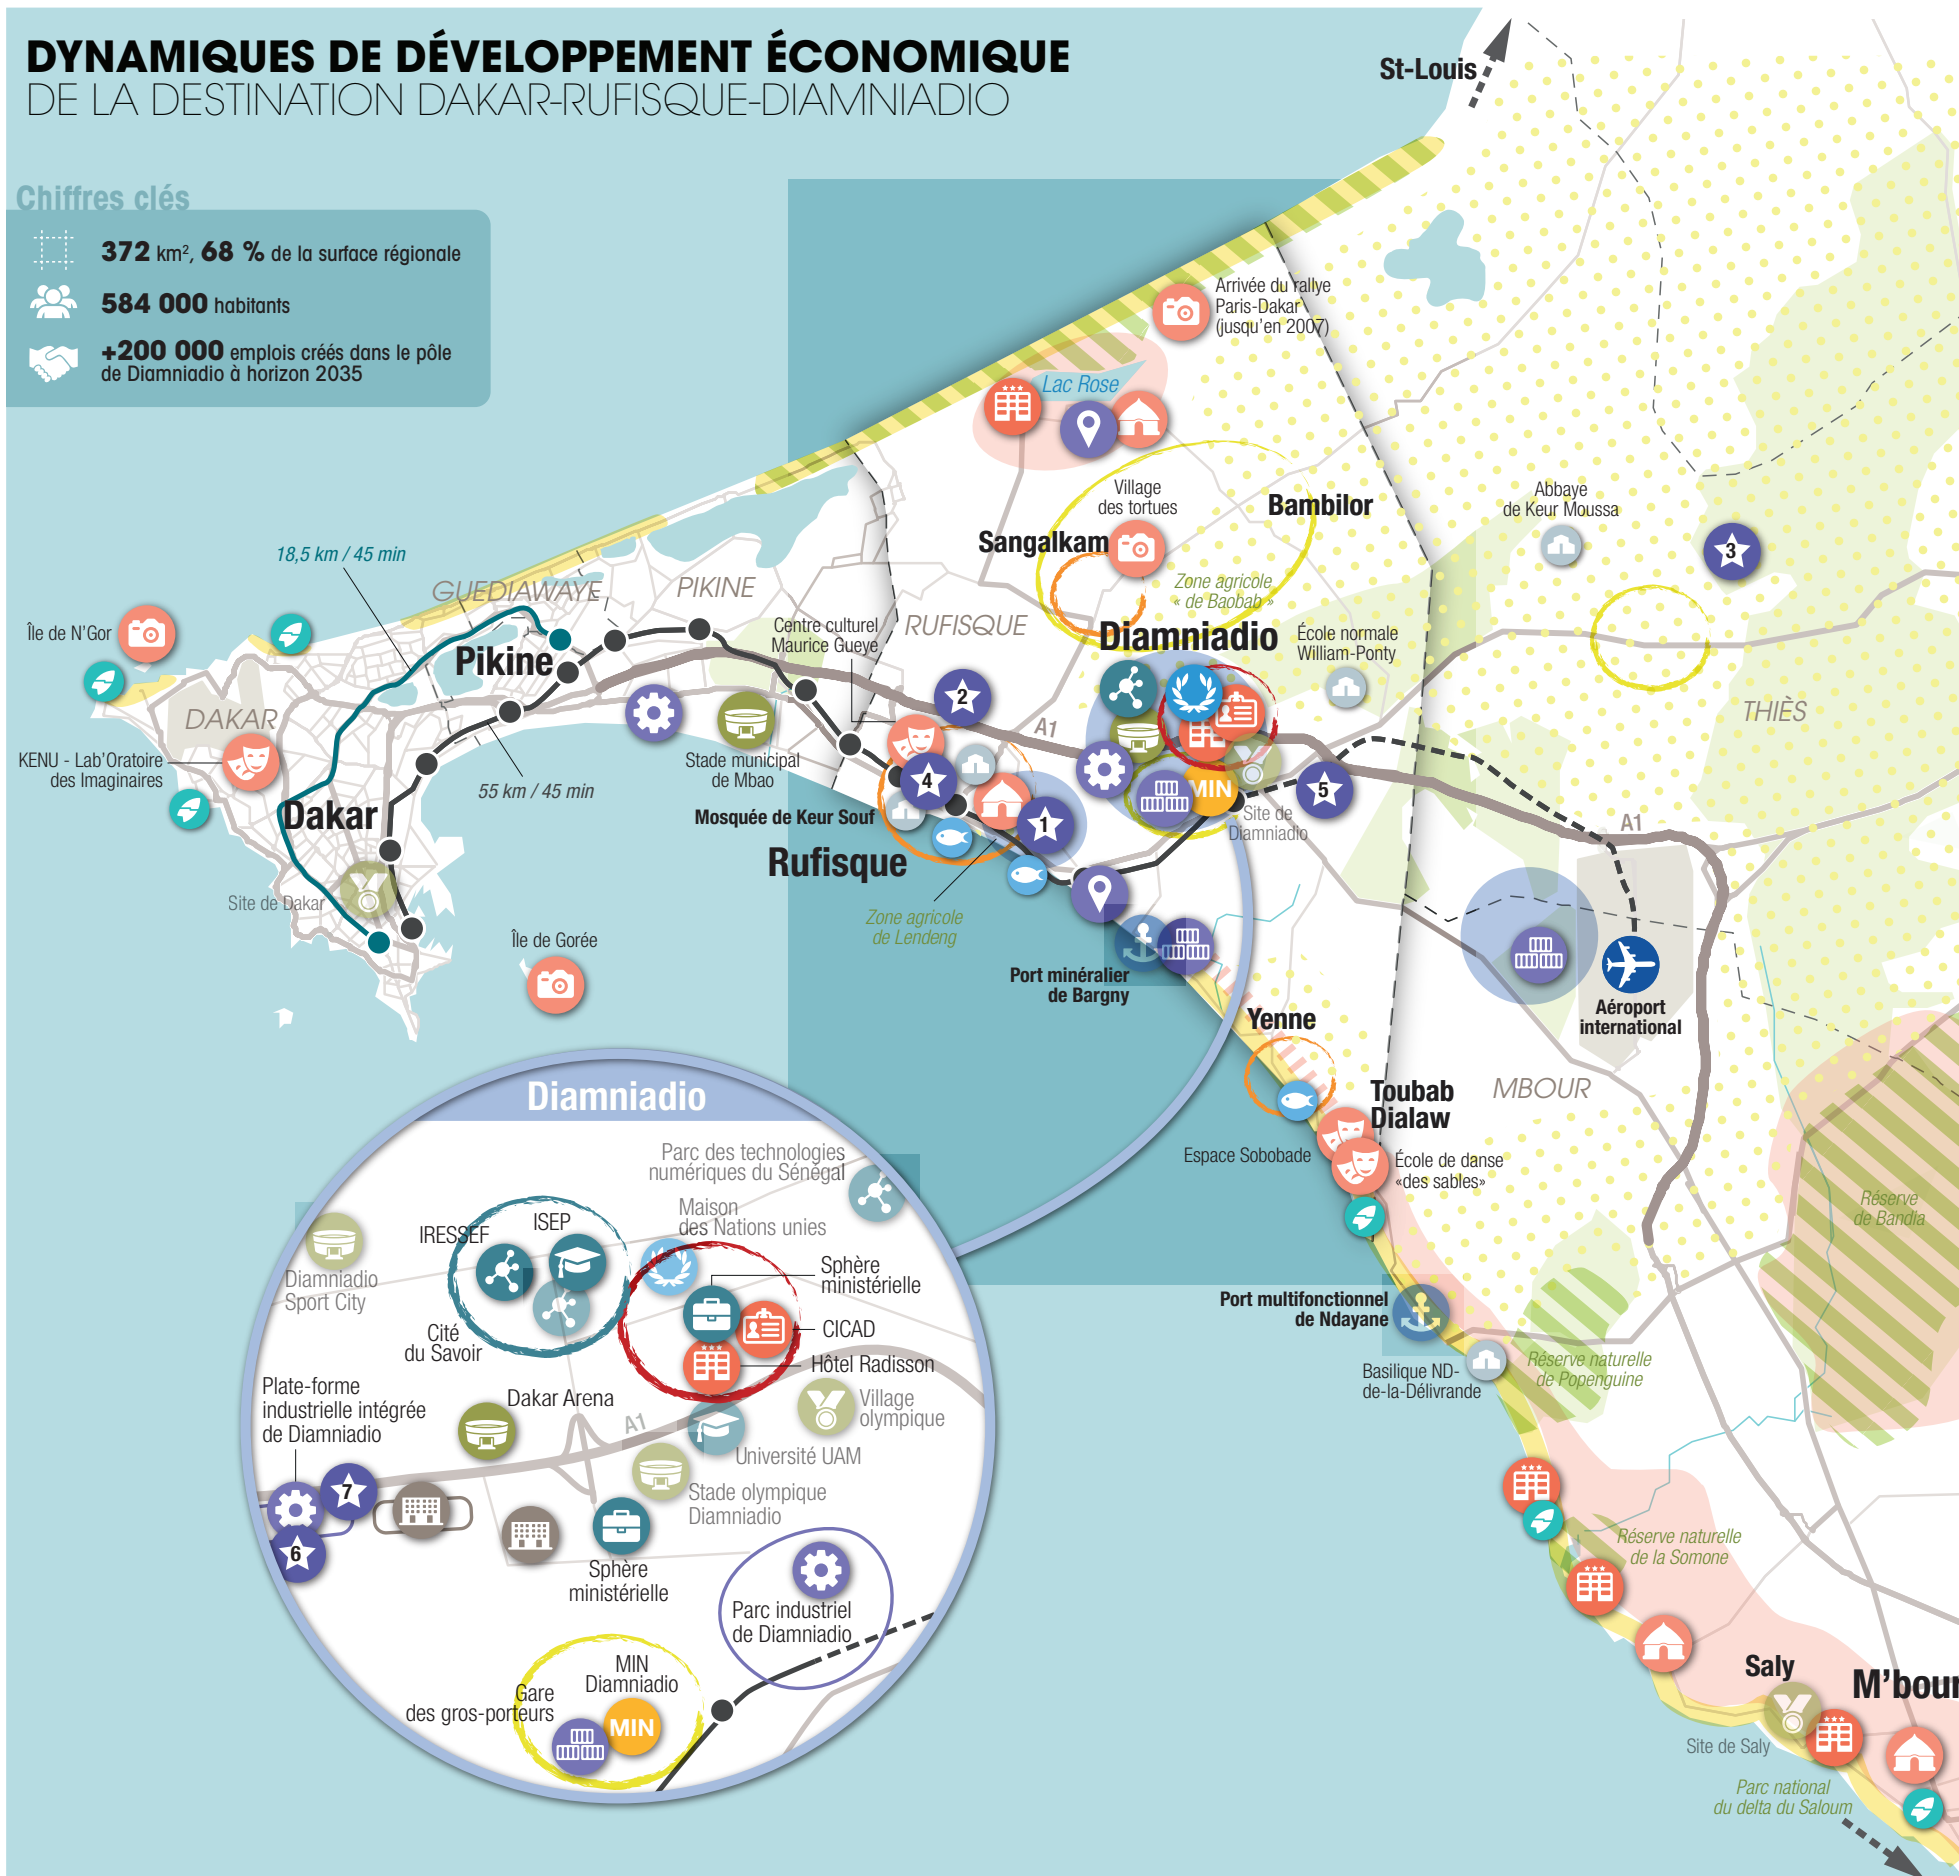 DYNAMIQUES DE DÉVELOPPEMENT ÉCONOMIQUE
DE LA DESTINATION DAKAR-RUFISQUE-DIAMNIADIO
Chiffres clés
372 km², 68 % de la surface régionale
584 000 habitants
+200 000 emplois créés dans le pôle
de Diamniadio à horizon 2035
St-Louis
Arrivée du rallye
Paris-Dakar
(jusqu'en 2007)
Lac Rose
Village
des tortues
Bambilor
Sangalkam
Zone agricole
« de Baobab »
Abbaye
de Keur Moussa
3
18,5 km / 45 min
GUEDIAWAYE
PIKINE
Île de N'Gor
Pikine
Centre culturel
Maurice Gueye
RUFISQUE
Diamniadio
École normale
William-Ponty
2
A1
THIÈS
DAKAR
KENU - Lab'Oratoire
des Imaginaires
55 km / 45 min
Stade municipal
de Mbao
Dakar
Mosquée de Keur Souf
4
1
MIN
5
Site de
Diamniadio
A1
Rufisque
Site de Dakar
Zone agricole
de Lendeng
Île de Gorée
Port minéralier
de Bargny
Aéroport
international
Yenne
Toubab
Dialaw
MBOUR
Espace Sobobade
École de danse
«des sables»
Réserve
de Bandia
Port multifonctionnel
de Ndayane
Basilique ND-
de-la-Délivrande
Réserve naturelle
de Popenguine
Réserve naturelle
de la Somone
Saly
M'bour
Site de Saly
Parc national
du delta du Saloum
Diamniadio
Parc des technologies
numériques du Sénégal
Maison
des Nations unies
IRESSEF
ISEP
Diamniadio
Sport City
Cité
du Savoir
Sphère
ministérielle
CICAD
Hôtel Radisson
Plate-forme
industrielle intégrée
de Diamniadio
Dakar Arena
A1
Village
olympique
Université UAM
7
6
Stade olympique
Diamniadio
Sphère
ministérielle
Parc industriel
de Diamniadio
MIN
Diamniadio
Gare
des gros-porteurs
MIN